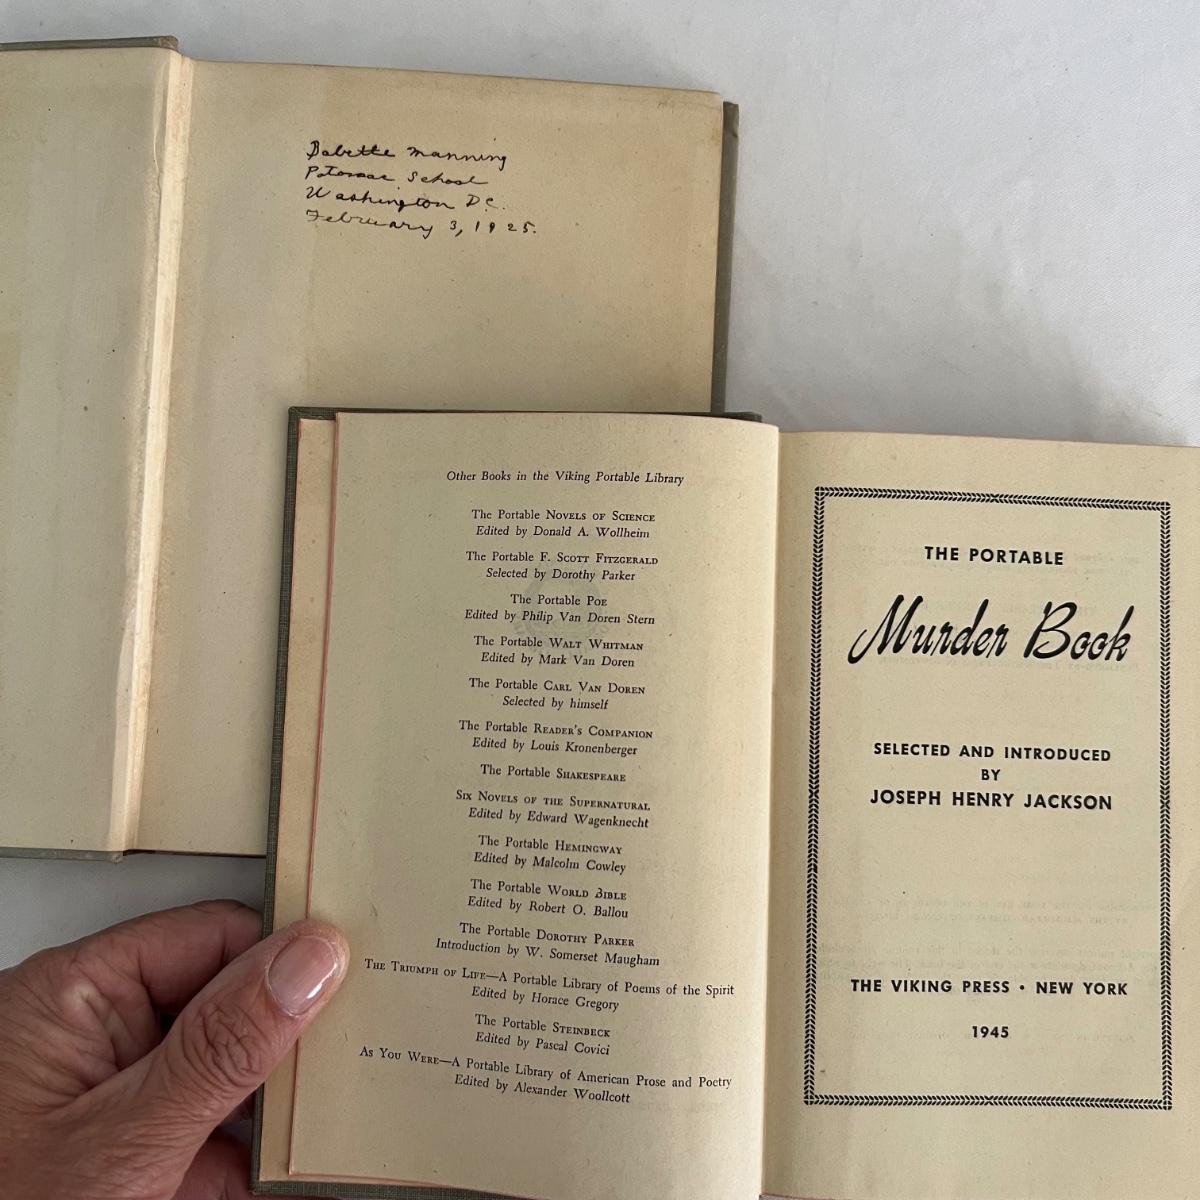 Babette Manning
Potomac School
Washington DC.
February 3, 1925.
Other Books in the Viking Portable Library
The Portable NOVELS OF SCIENCE
Edited by Donald A. Wollheim
The Portable F. SCOTT FITZGERALD
Selected by Dorothy Parker
The Portable POE
Edited by Philip Van Doren Stern
The Portable WALT WHITMAN
Edited by Mark Van Doren
The Portable CARL VAN DOREN
Selected by himself
The Portable READER'S COMPANION
Edited by Louis Kronenberger
The Portable SHAKESPEARE
SIX NOVELS OF THE SUPERNATURAL
Edited by Edward Wagenknecht
The Portable HEMINGWAY
Edited by Malcolm Cowley
The Portable WORLD BIBLE
Edited by Robert O. Ballou
The Portable DOROTHY PARKER
Introduction by W. Somerset Maugham
THE TRIUMPH OF LIFE—A Portable Library of Poems of the Spirit
Edited by Horace Gregory
The Portable STEINBECK
Edited by Pascal Covici
AS YOU WERE—A Portable Library of American Prose and Poetry
Edited by Alexander Woollcott
THE PORTABLE
Murder Book
SELECTED AND INTRODUCED
BY
JOSEPH HENRY JACKSON
THE VIKING PRESS • NEW YORK
1945